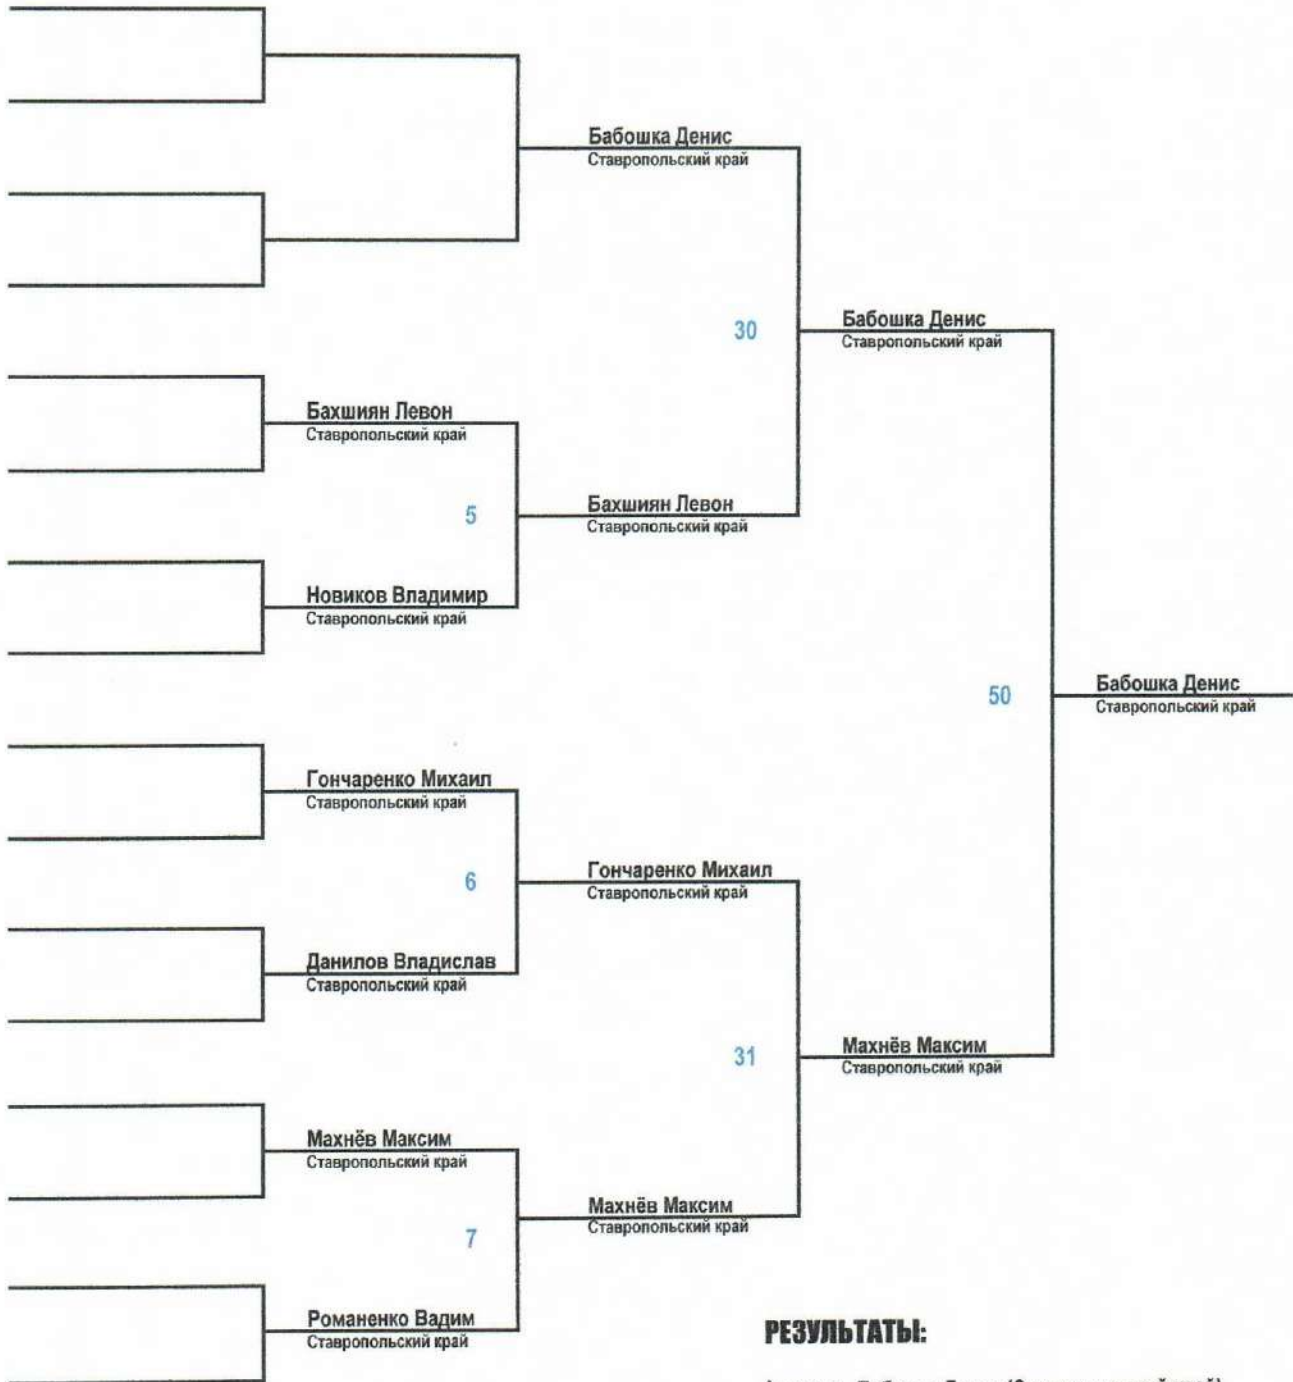 Бабошка Денис
Ставропольский край
30
Бабошка Денис
Ставропольский край
Бахшиян Левон
Ставропольский край
5
Бахшиян Левон
Ставропольский край
Новиков Владимир
Ставропольский край
50
Бабошка Денис
Ставропольский край
Гончаренко Михаил
Ставропольский край
6
Гончаренко Михаил
Ставропольский край
Данилов Владислав
Ставропольский край
31
Махнёв Максим
Ставропольский край
Махнёв Максим
Ставропольский край
7
Махнёв Максим
Ставропольский край
Романенко Вадим
Ставропольский край
РЕЗУЛЬТАТЫ: